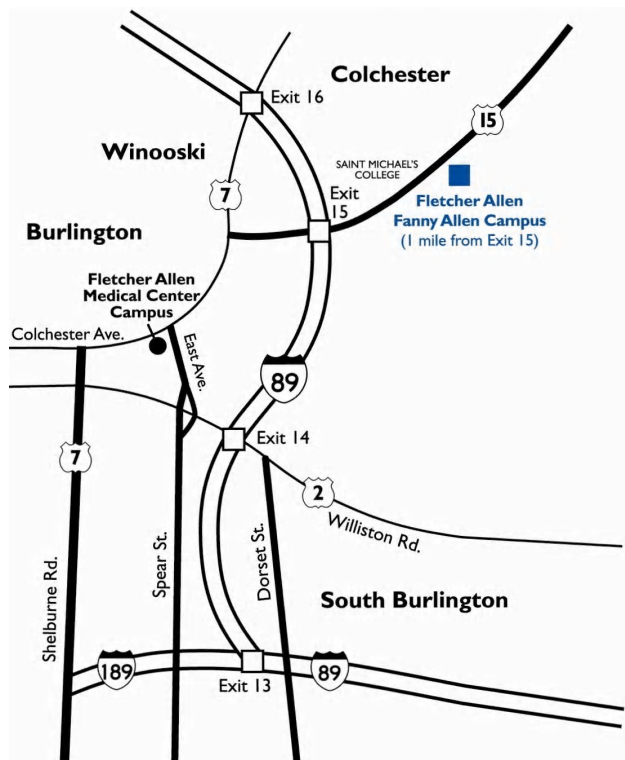 Colchester
Exit 16
15
Winooski
SAINT MICHAEL'S
COLLEGE
7
Exit
15
Fletcher Allen
Fanny Allen Campus
(1 mile from Exit 15)
Burlington
Fletcher Allen
Medical Center
Campus
Colchester Ave.
East Ave.
89
Exit 14
7
2
Williston Rd.
Shelburne Rd.
Spear St.
Dorset St.
South Burlington
189
89
Exit 13